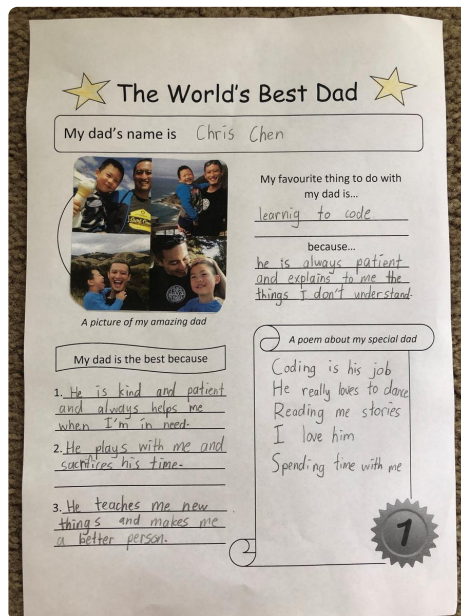 The World's Best Dad
My dad's name is Chris Chen
A picture of my amazing dad
My dad is the best because
1. He is kind and patient
and always helps me
when I'm in need.
2. He plays with me and
sacrifices his time.
3. He teaches me new
things and makes me
a better person.
My favourite thing to do with
my dad is...
learnig to code
because...
he is always patient
and explains to me the
things I don't understand.
A poem about my special dad
Coding is his job
He really loves to dance
Reading me stories
I love him
Spending time with me
1